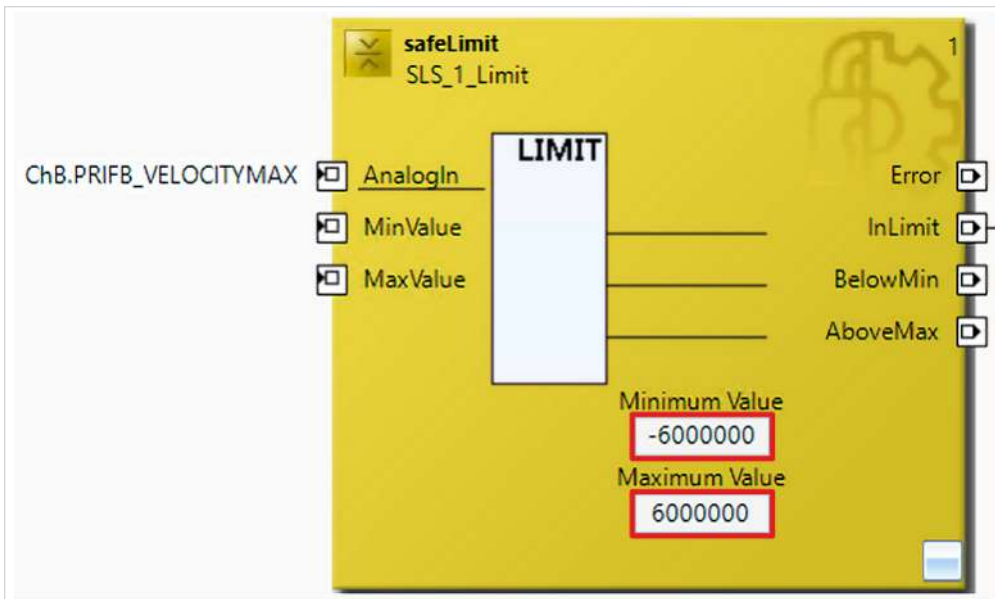 safeLimit
1
SLS_1_Limit
LIMIT
ChB.PRIFB_VELOCITYMAX
AnalogIn
Error
MinValue
InLimit
MaxValue
BelowMin
AboveMax
Minimum Value
-6000000
Maximum Value
6000000